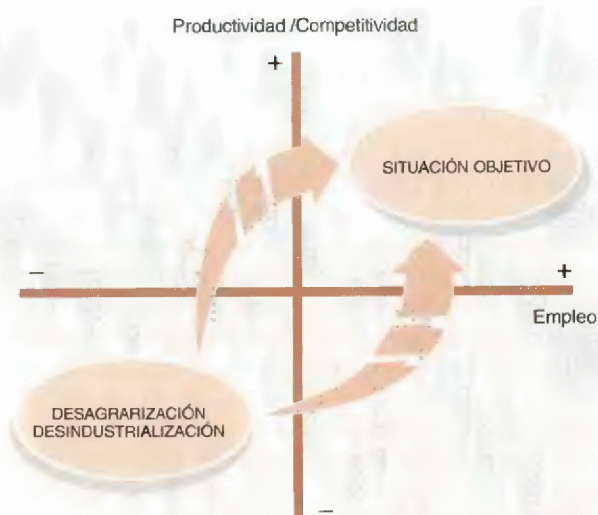 Productividad /Competitividad
+
SITUACIÓN OBJETIVO
–
+
Empleo
DESAGRARIZACIÓN
DESINDUSTRIALIZACIÓN
–